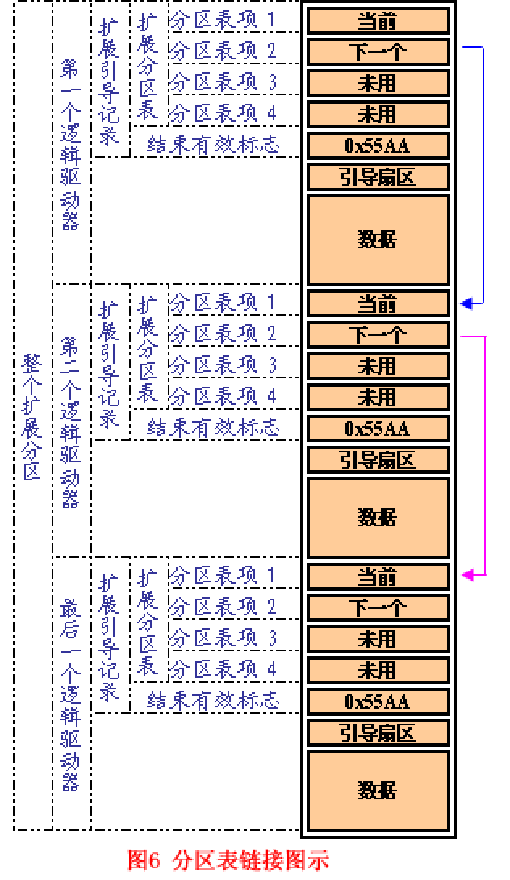 整个扩展分区
第一个逻辑驱动器
扩展引导记录
扩展分区表
分区表项 1 当前
分区表项 2 下一个
分区表项 3 未用
分区表项 4 未用
结束有效标志 0x55AA
引导扇区
数据
第二个逻辑驱动器
扩展引导记录
扩展分区表
分区表项 1 当前
分区表项 2 下一个
分区表项 3 未用
分区表项 4 未用
结束有效标志 0x55AA
引导扇区
数据
最后一个逻辑驱动器
扩展引导记录
扩展分区表
分区表项 1 当前
分区表项 2 下一个
分区表项 3 未用
分区表项 4 未用
结束有效标志 0x55AA
引导扇区
数据
图6 分区表链接图示